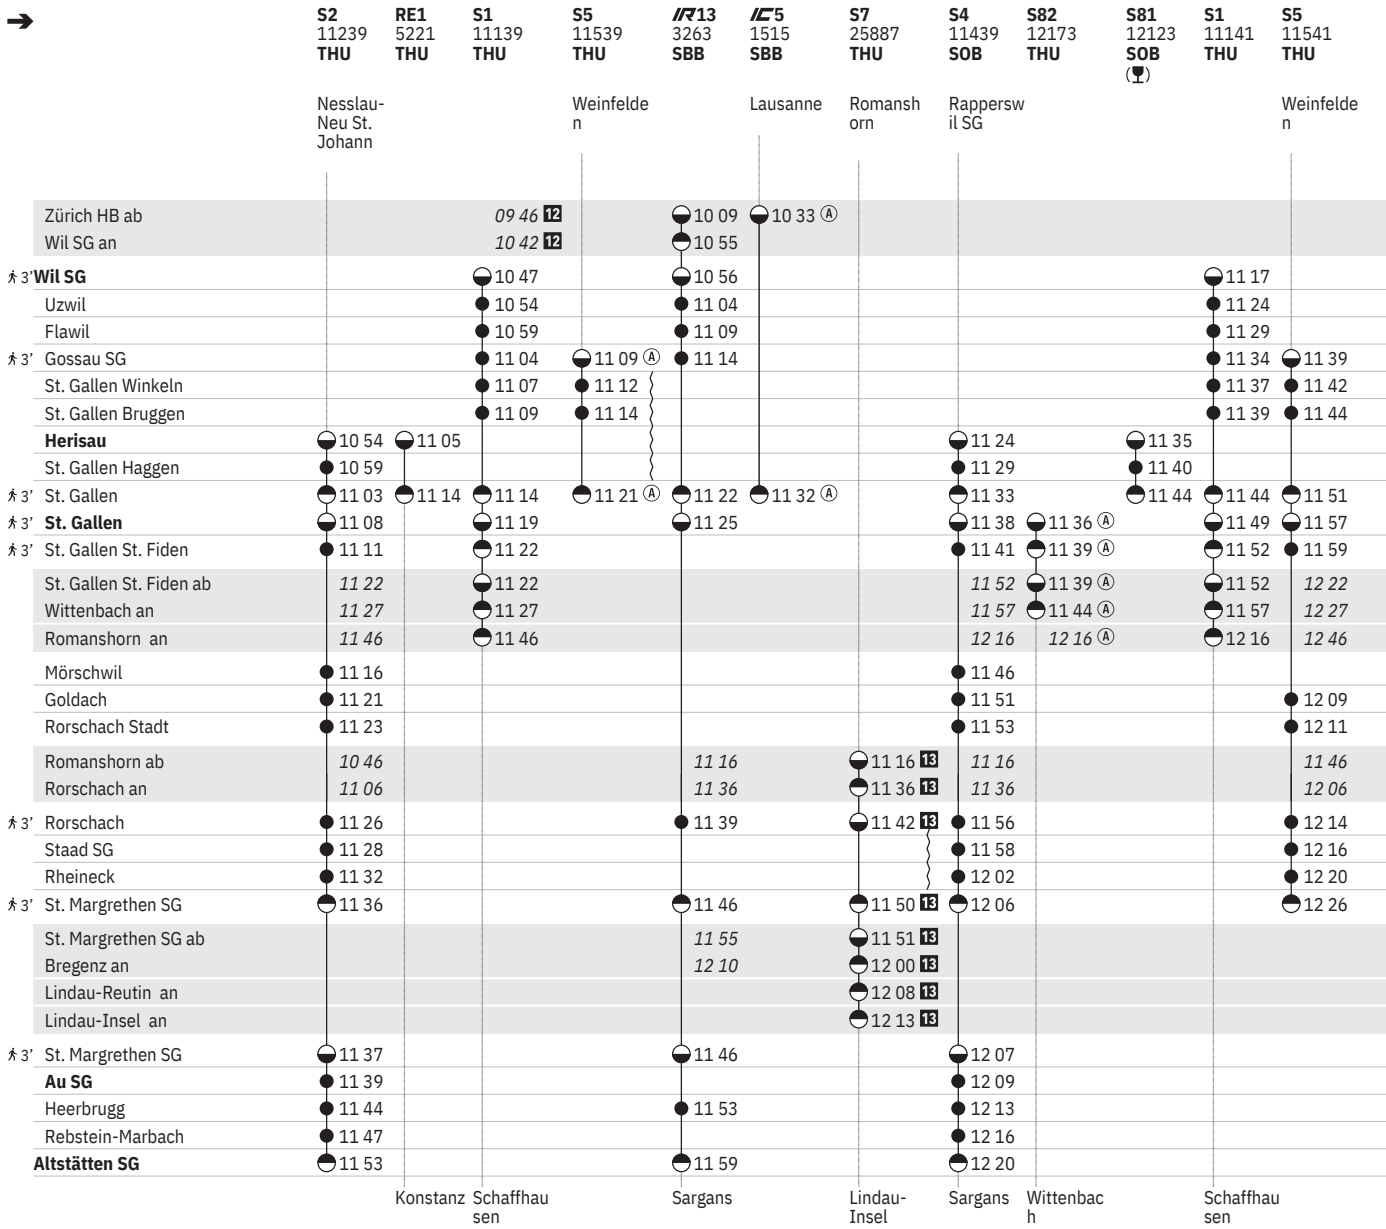 ➔ S2 RE1 S1 S5 IR13 IC5 S7 S4 S82 S81 S1 S5
11239 5221 11139 11539 3263 1515 25887 11439 12173 12123 11141 11541
THU THU THU THU SBB SBB THU SOB THU SOB THU THU
Nesslau- Weinfelde Lausanne Romansh Rappersw Weinfelde
Neu St. n orn il SG n
Johann
Zürich HB ab 09 46 12 10 09 10 33 A
Wil SG an 10 42 12 10 55
3' Wil SG 10 47 10 56 11 17
Uzwil 10 54 11 04 11 24
Flawil 10 59 11 09 11 29
3' Gossau SG 11 04 11 09 A 11 14 11 34 11 39
St. Gallen Winkeln 11 07 11 12 11 37 11 42
St. Gallen Bruggen 11 09 11 14 11 39 11 44
Herisau 10 54 11 05 11 24 11 35
St. Gallen Haggen 10 59 11 29 11 40
3' St. Gallen 11 03 11 14 11 14 11 21 A 11 22 11 32 A 11 33 11 44 11 44 11 51
3' St. Gallen 11 08 11 19 11 25 11 38 11 36 A 11 49 11 57
3' St. Gallen St. Fiden 11 11 11 22 11 41 11 39 A 11 52 11 59
St. Gallen St. Fiden ab 11 22 11 22 11 52 11 39 A 11 52 12 22
Wittenbach an 11 27 11 27 11 57 11 44 A 11 57 12 27
Romanshorn an 11 46 11 46 12 16 12 16 A 12 16 12 46
Mörschwil 11 16 11 46
Goldach 11 21 11 51 12 09
Rorschach Stadt 11 23 11 53 12 11
Romanshorn ab 10 46 11 16 11 16 13 11 16 11 46
Rorschach an 11 06 11 36 11 36 13 11 36 12 06
3' Rorschach 11 26 11 39 11 42 13 11 56 12 14
Staad SG 11 28 11 58 12 16
Rheineck 11 32 12 02 12 20
3' St. Margrethen SG 11 36 11 46 11 50 13 12 06 12 26
St. Margrethen SG ab 11 55 11 51 13
Bregenz an 12 10 12 00 13
Lindau-Reutin an 12 08 13
Lindau-Insel an 12 13 13
3' St. Margrethen SG 11 37 11 46 12 07
Au SG 11 39 12 09
Heerbrugg 11 44 11 53 12 13
Rebstein-Marbach 11 47 12 16
Altstätten SG 11 53 11 59 12 20
Konstanz Schaffhau Sargans Lindau- Sargans Wittenbac Schaffhau
sen Insel h sen